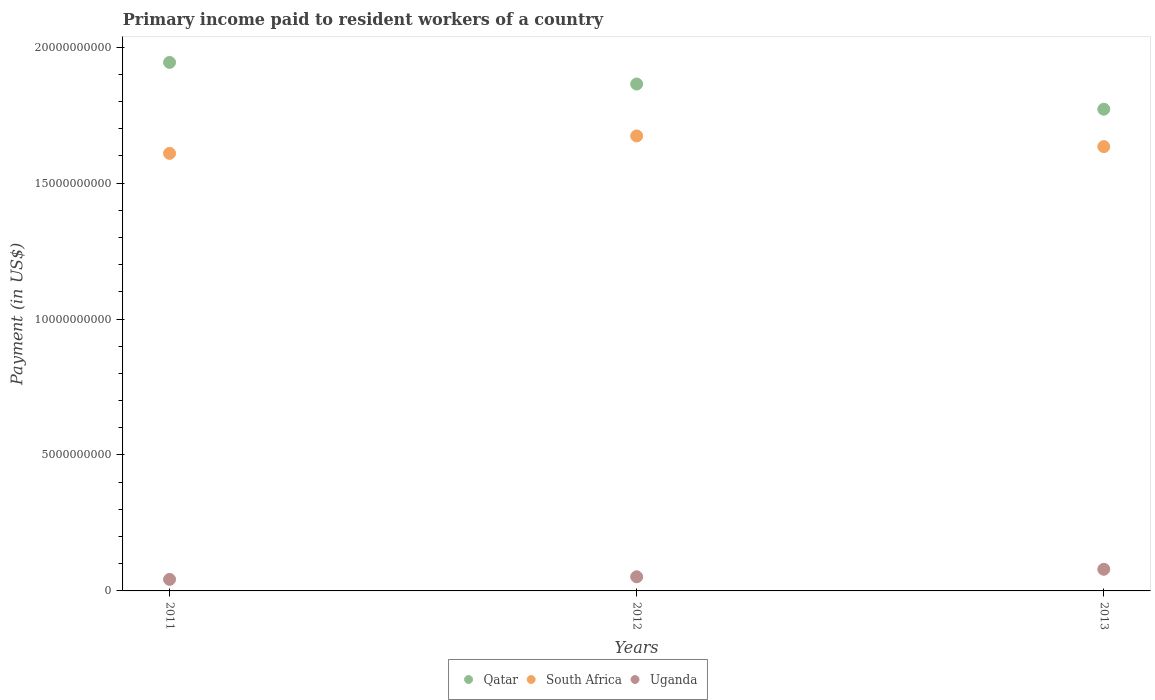 Primary income paid to resident workers of a country
20000000000
15000000000
10000000000
5000000000
0
Payment (in US$)
2011
2012
2013
Years
Qatar
South Africa
Uganda